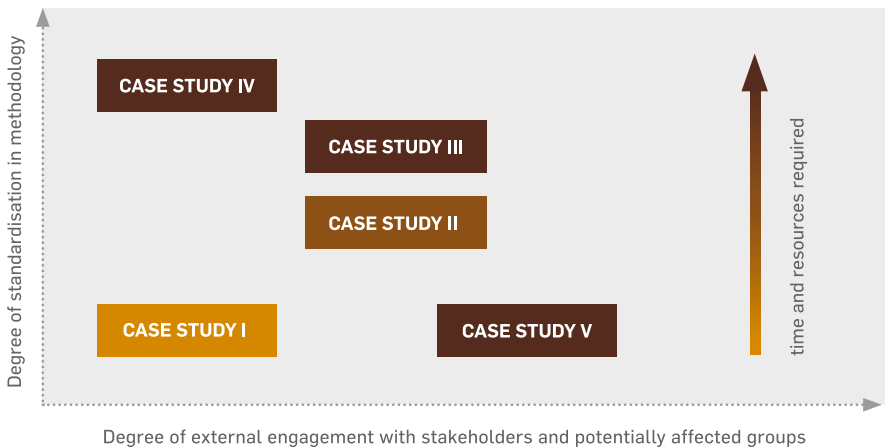 Degree of standardisation in methodology
CASE STUDY IV
CASE STUDY III
CASE STUDY II
CASE STUDY I
CASE STUDY V
time and resources required
Degree of external engagement with stakeholders and potentially affected groups